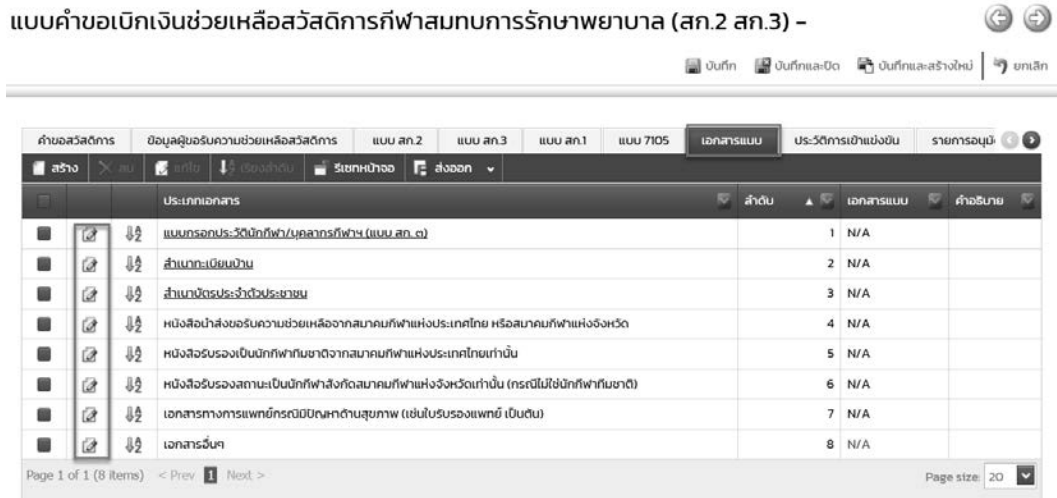 แบบคำขอเบิกเงินช่วยเหลือสวัสดิการกีฬาสมทบการรักษาพยาบาล (สก.2 สก.3) -
บันทึก บันทึกและปิด บันทึกและสร้างใหม่ ยกเลิก
คำขอสวัสดิการ ข้อมูลผู้ขอรับความช่วยเหลือสวัสดิการ แบบ สก.2 แบบ สก.3 แบบ สก.1 แบบ 7105 เอกสารแนบ ประวัติการเข้าแข่งขัน รายการอนุมั
สร้าง ลบ แก้ไข เรียงลำดับ รีเซทหน้าจอ ส่งออก
ประเภทเอกสาร ลำดับ เอกสารแนบ คำอธิบาย
แบบกรอกประวัตินักกีฬา/บุคลากรกีฬาฯ (แบบ สก. ๓) 1 N/A
สำเนาทะเบียนบ้าน 2 N/A
สำเนาบัตรประจำตัวประชาชน 3 N/A
หนังสือนำส่งขอรับความช่วยเหลือจากสมาคมกีฬาแห่งประเทศไทย หรือสมาคมกีฬาแห่งจังหวัด 4 N/A
หนังสือรับรองเป็นนักกีฬาทีมชาติจากสมาคมกีฬาแห่งประเทศไทยเท่านั้น 5 N/A
หนังสือรับรองสถานะเป็นนักกีฬาสังกัดสมาคมกีฬาแห่งจังหวัดเท่านั้น (กรณีไม่ใช่นักกีฬาทีมชาติ) 6 N/A
เอกสารทางการแพทย์กรณีมีปัญหาด้านสุขภาพ (เช่นใบรับรองแพทย์ เป็นต้น) 7 N/A
เอกสารอื่นๆ 8 N/A
Page 1 of 1 (8 items) < Prev 1 Next > Page size: 20